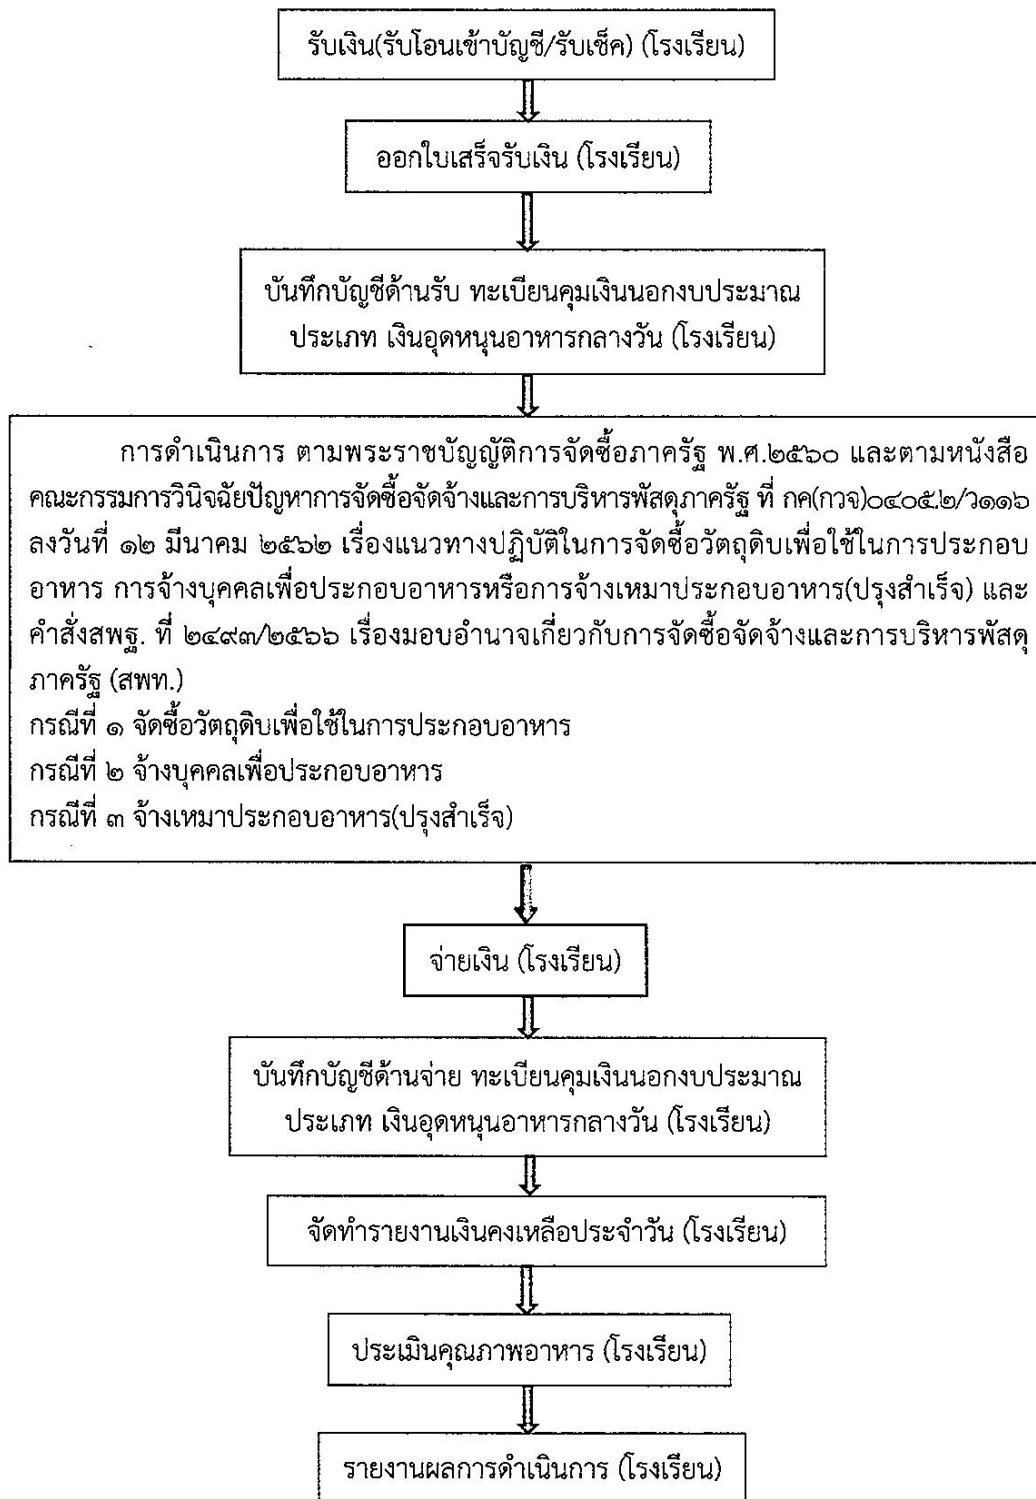 รับเงิน(รับโอนเข้าบัญชี/รับเช็ค) (โรงเรียน)
ออกใบเสร็จรับเงิน (โรงเรียน)
บันทึกบัญชีด้านรับ ทะเบียนคุมเงินนอกงบประมาณ
ประเภท เงินอุดหนุนอาหารกลางวัน (โรงเรียน)
การดำเนินการ ตามพระราชบัญญัติการจัดซื้อภาครัฐ พ.ศ.๒๕๖๐ และตามหนังสือ
คณะกรรมการวินิจฉัยปัญหาการจัดซื้อจัดจ้างและการบริหารพัสดุภาครัฐ ที่ กค(กวจ)๐๔๐๕.๒/ว๑๑๖
ลงวันที่ ๑๒ มีนาคม ๒๕๖๒ เรื่องแนวทางปฏิบัติในการจัดซื้อวัตถุดิบเพื่อใช้ในการประกอบ
อาหาร การจ้างบุคคลเพื่อประกอบอาหารหรือการจ้างเหมาประกอบอาหาร(ปรุงสำเร็จ) และ
คำสั่งสพฐ. ที่ ๒๔๙๓/๒๕๖๖ เรื่องมอบอำนาจเกี่ยวกับการจัดซื้อจัดจ้างและการบริหารพัสดุ
ภาครัฐ (สพท.)
กรณีที่ ๑ จัดซื้อวัตถุดิบเพื่อใช้ในการประกอบอาหาร
กรณีที่ ๒ จ้างบุคคลเพื่อประกอบอาหาร
กรณีที่ ๓ จ้างเหมาประกอบอาหาร(ปรุงสำเร็จ)
จ่ายเงิน (โรงเรียน)
บันทึกบัญชีด้านจ่าย ทะเบียนคุมเงินนอกงบประมาณ
ประเภท เงินอุดหนุนอาหารกลางวัน (โรงเรียน)
จัดทำรายงานเงินคงเหลือประจำวัน (โรงเรียน)
ประเมินคุณภาพอาหาร (โรงเรียน)
รายงานผลการดำเนินการ (โรงเรียน)